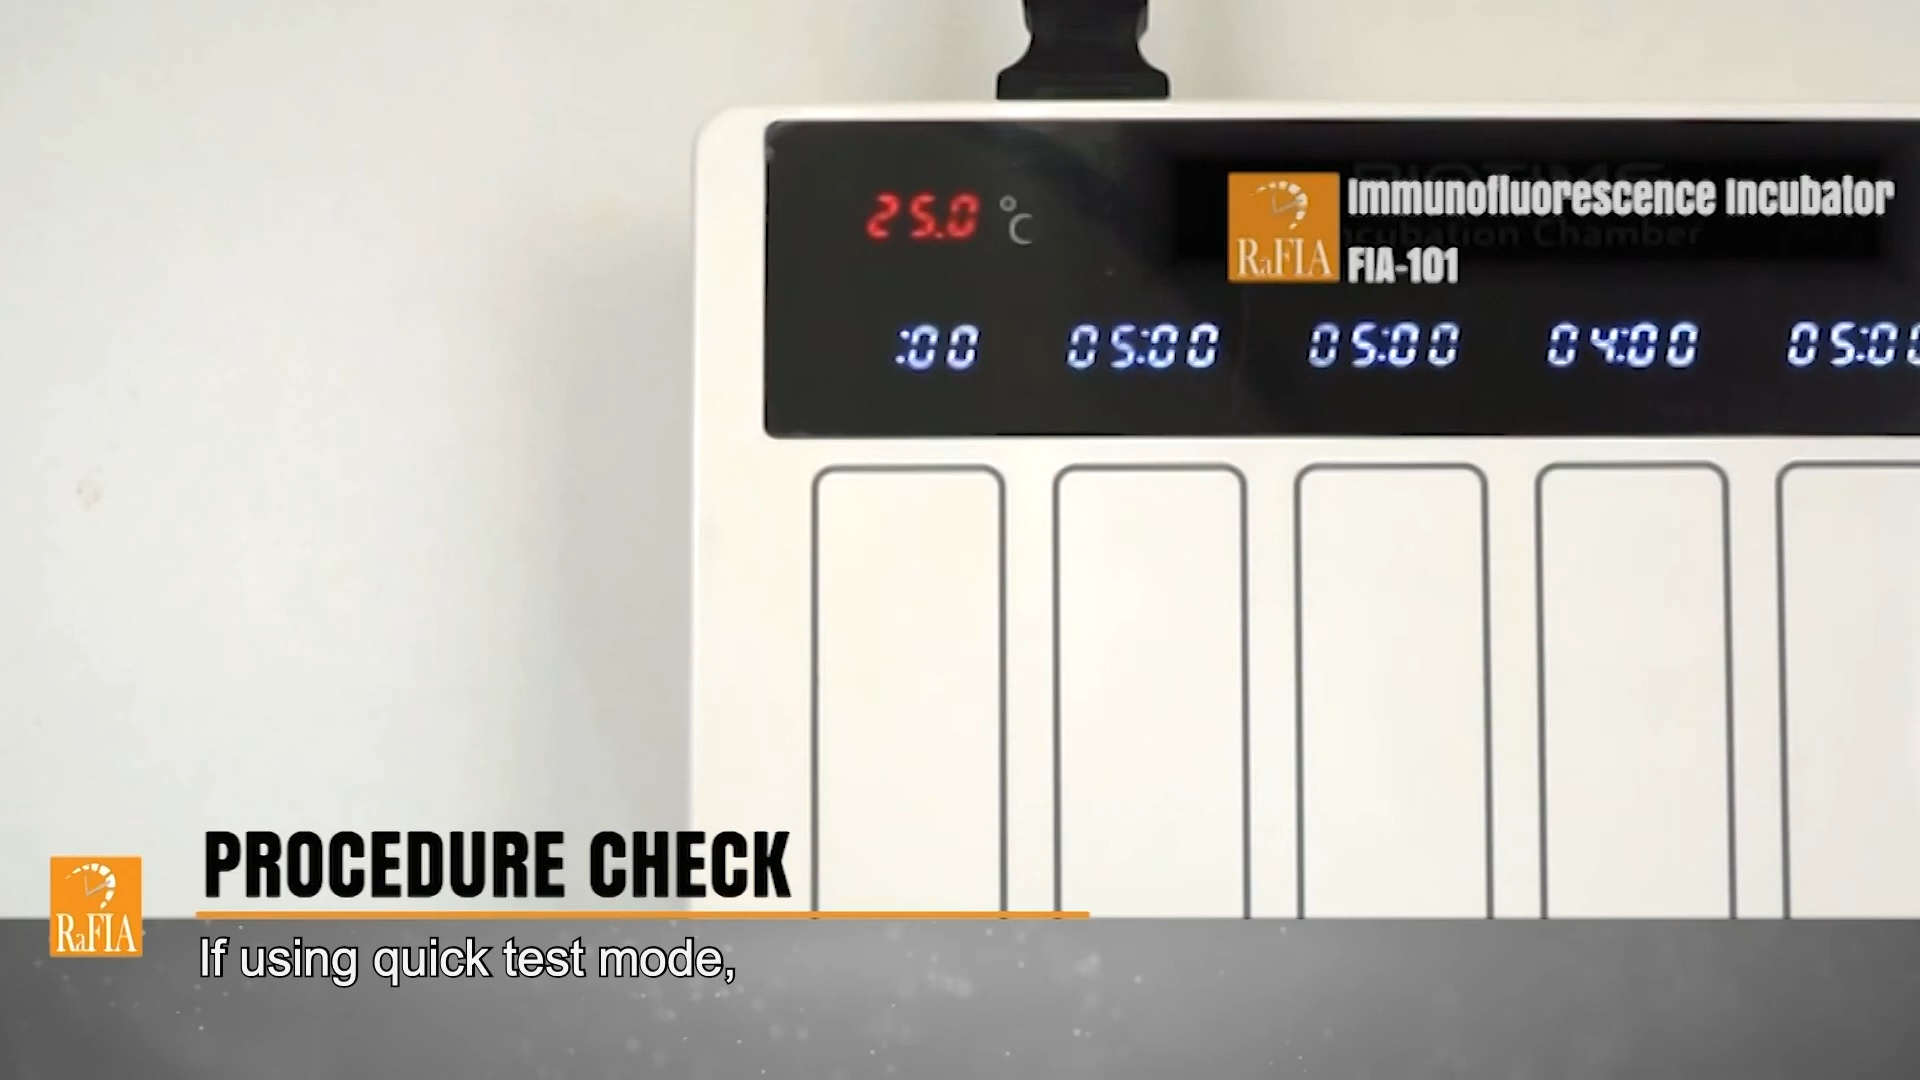 25.0 °C
RaFIA
Immunofluorescence Incubator
FIA-101
:00 05:00 05:00 04:00 05:00
PROCEDURE CHECK
RaFIA
If using quick test mode,